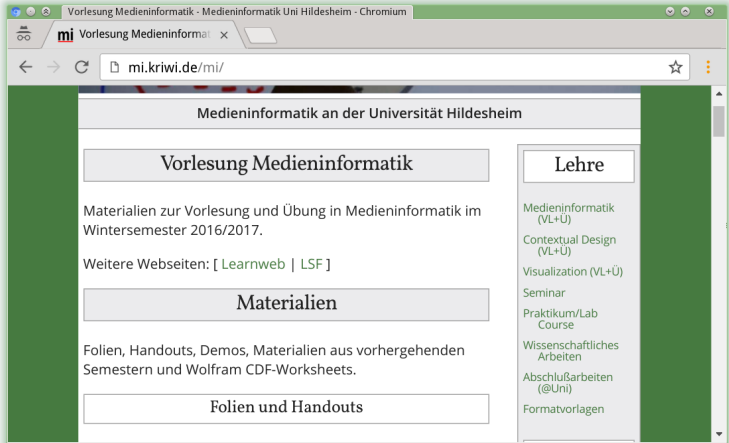 Vorlesung Medieninformatik - Medieninformatik Uni Hildesheim - Chromium
mi Vorlesung Medieninformat
mi.kriwi.de/mi/
Medieninformatik an der Universität Hildesheim
Vorlesung Medieninformatik
Materialien zur Vorlesung und Übung in Medieninformatik im
Wintersemester 2016/2017.
Weitere Webseiten: [ Learnweb | LSF ]
Materialien
Folien, Handouts, Demos, Materialien aus vorhergehenden
Semestern und Wolfram CDF-Worksheets.
Folien und Handouts
Lehre
Medieninformatik
(VL+Ü)
Contextual Design
(VL+Ü)
Visualization (VL+Ü)
Seminar
Praktikum/Lab
Course
Wissenschaftliches
Arbeiten
Abschlußarbeiten
(@Uni)
Formatvorlagen